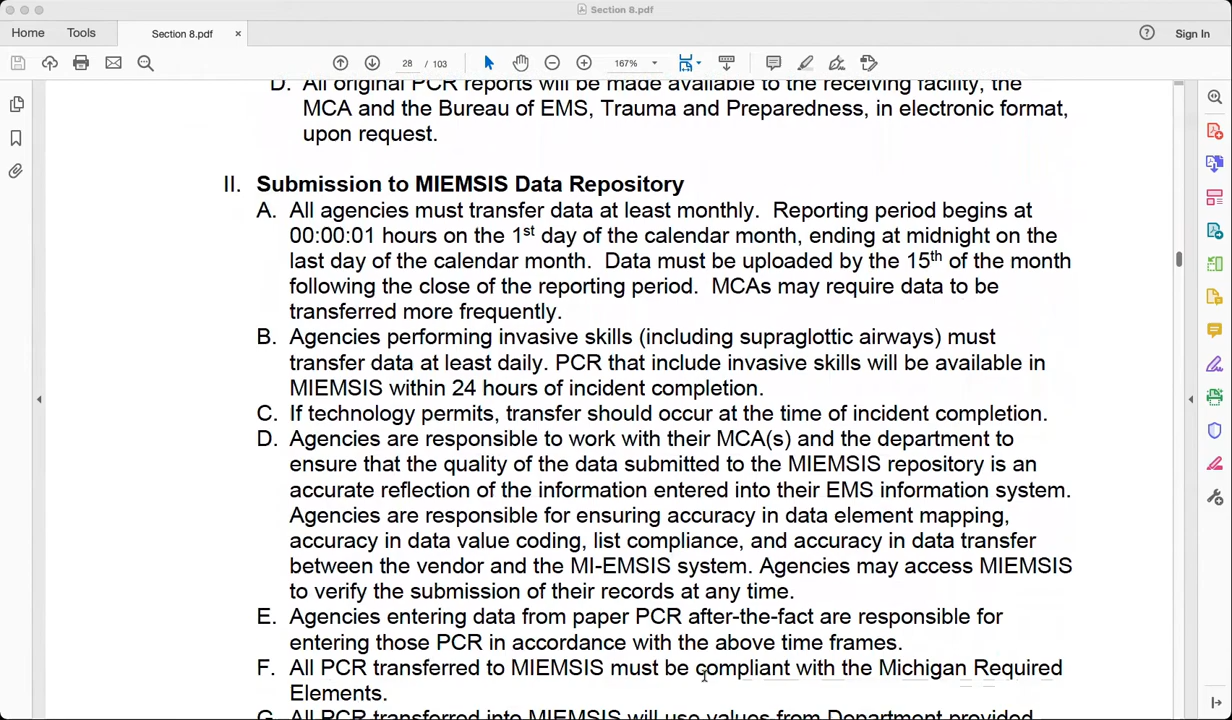 Section 8.pdf
Home
Tools
Section 8.pdf ×
Sign In
28 / 103
167%
D. All original PCR reports will be made available to the receiving facility, the
MCA and the Bureau of EMS, Trauma and Preparedness, in electronic format,
upon request.
II. Submission to MIEMSIS Data Repository
A. All agencies must transfer data at least monthly. Reporting period begins at
00:00:01 hours on the 1st day of the calendar month, ending at midnight on the
last day of the calendar month. Data must be uploaded by the 15th of the month
following the close of the reporting period. MCAs may require data to be
transferred more frequently.
B. Agencies performing invasive skills (including supraglottic airways) must
transfer data at least daily. PCR that include invasive skills will be available in
MIEMSIS within 24 hours of incident completion.
C. If technology permits, transfer should occur at the time of incident completion.
D. Agencies are responsible to work with their MCA(s) and the department to
ensure that the quality of the data submitted to the MIEMSIS repository is an
accurate reflection of the information entered into their EMS information system.
Agencies are responsible for ensuring accuracy in data element mapping,
accuracy in data value coding, list compliance, and accuracy in data transfer
between the vendor and the MI-EMSIS system. Agencies may access MIEMSIS
to verify the submission of their records at any time.
E. Agencies entering data from paper PCR after-the-fact are responsible for
entering those PCR in accordance with the above time frames.
F. All PCR transferred to MIEMSIS must be compliant with the Michigan Required
Elements.
G. All PCR transferred into MIEMSIS will use values from Department provided